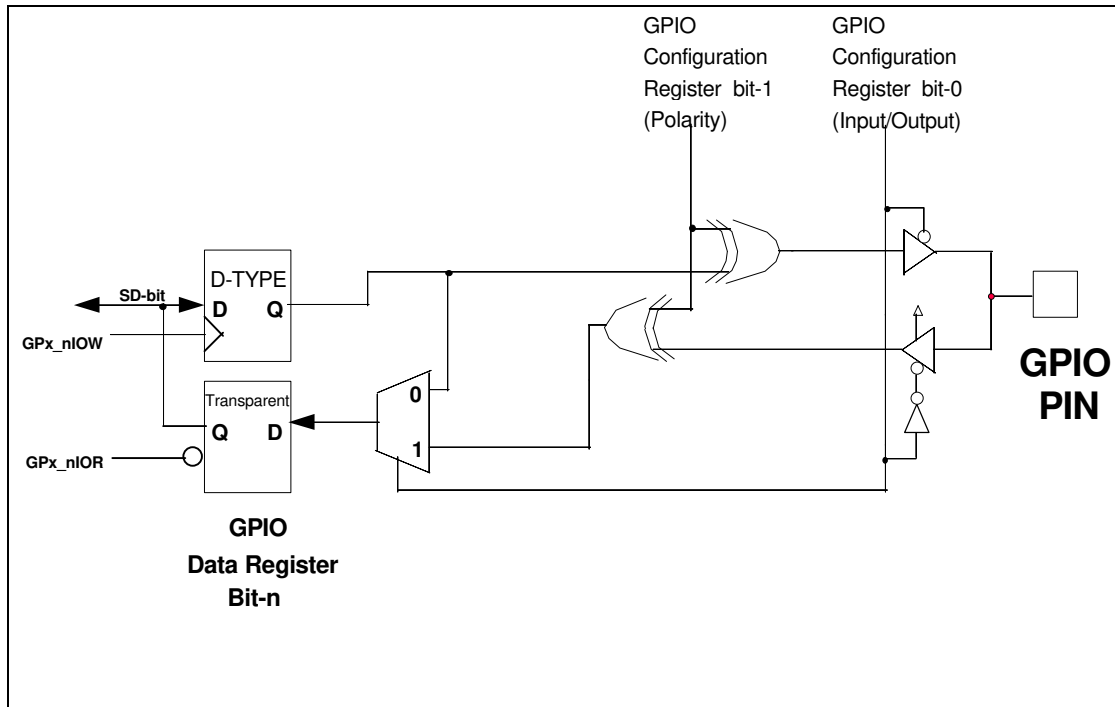 GPIO
Configuration
Register bit-1
(Polarity)
GPIO
Configuration
Register bit-0
(Input/Output)
D-TYPE
SD-bit
D
Q
GPx_nIOW
Transparent
Q
D
0
1
GPx_nIOR
GPIO
PIN
GPIO
Data Register
Bit-n